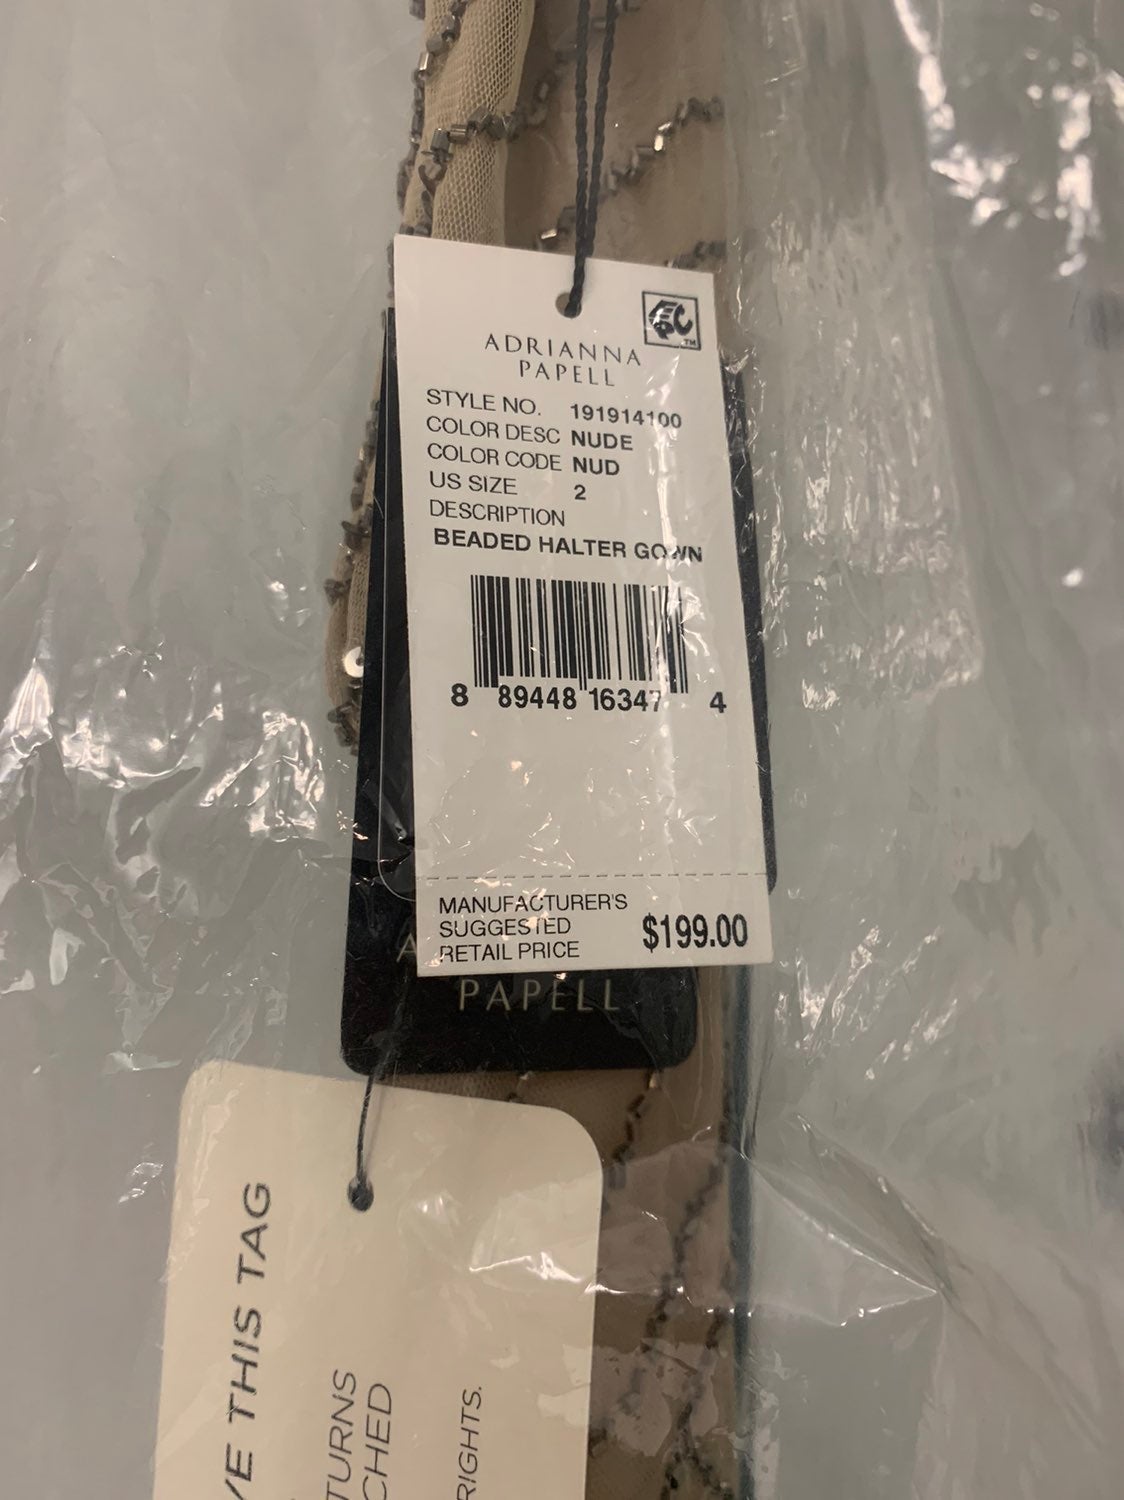 ADRIANNA
PAPELL
STYLE NO. 191914100
COLOR DESC NUDE
COLOR CODE NUD
US SIZE 2
DESCRIPTION
BEADED HALTER GOWN
8 89448 16347 4
MANUFACTURER'S
SUGGESTED
RETAIL PRICE $199.00
PAPELL
VE THIS TAG
TURNS
CHED
RIGHTS.